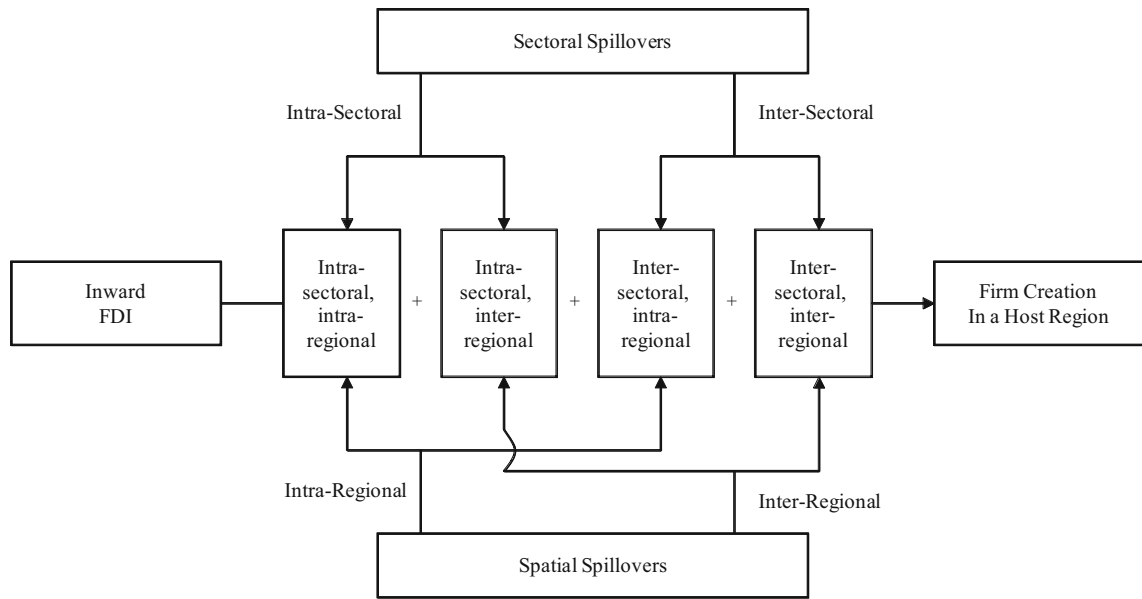 Sectoral Spillovers
Intra-Sectoral
Inter-Sectoral
Inward
FDI
Intra-
sectoral,
intra-
regional
+
Intra-
sectoral,
inter-
regional
+
Inter-
sectoral,
intra-
regional
+
Inter-
sectoral,
inter-
regional
Firm Creation
In a Host Region
Intra-Regional
Inter-Regional
Spatial Spillovers